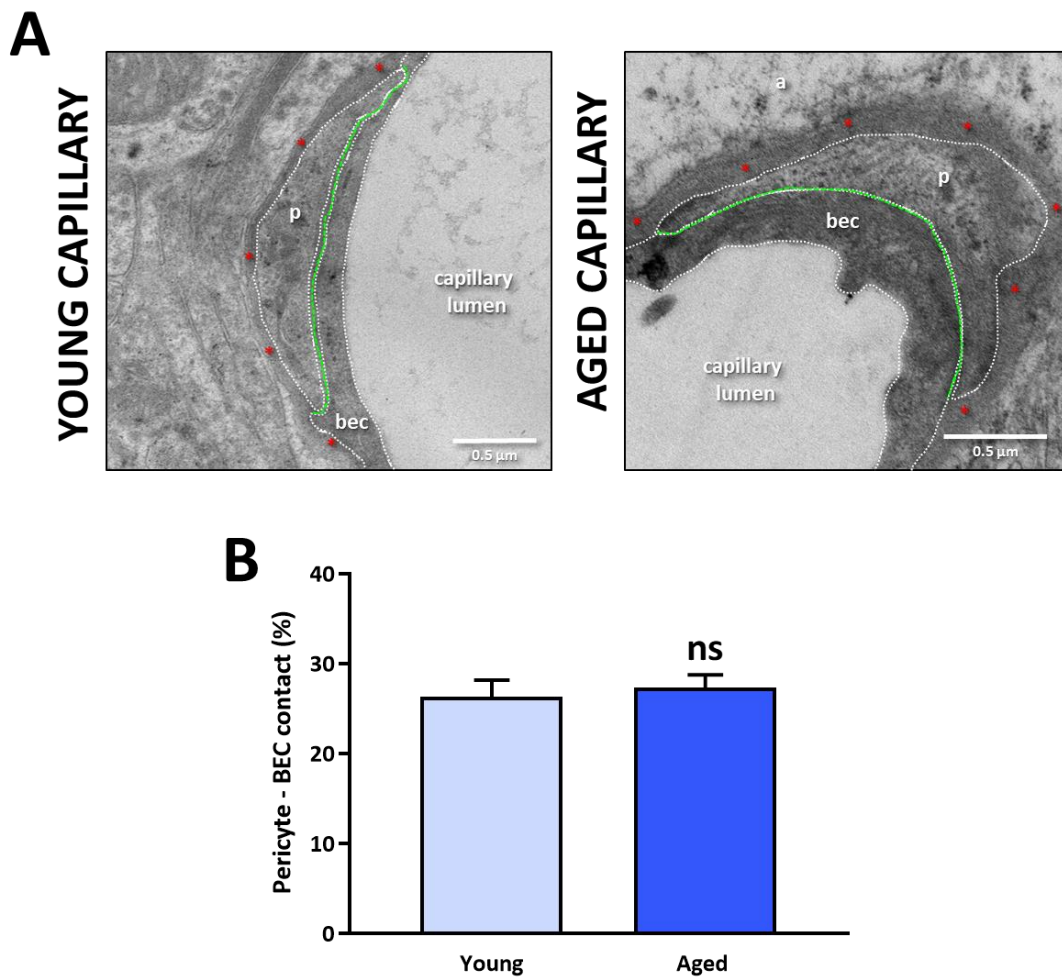 A
YOUNG CAPILLARY
p
bec
capillary
lumen
0.5 µm
AGED CAPILLARY
a
p
bec
capillary
lumen
0.5 µm
B
Pericyte - BEC contact (%)
40
30
20
10
0
ns
Young
Aged